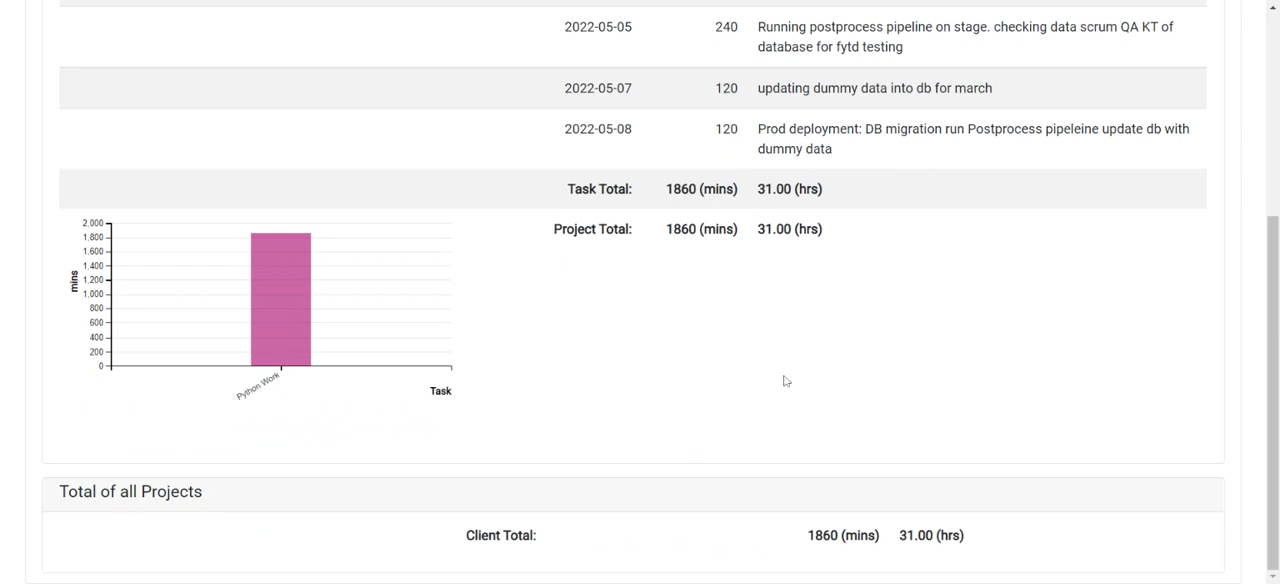 2022-05-05 240 Running postprocess pipeline on stage. checking data scrum QA KT of
database for fytd testing
2022-05-07 120 updating dummy data into db for march
2022-05-08 120 Prod deployment: DB migration run Postprocess pipeleine update db with
dummy data
Task Total: 1860 (mins) 31.00 (hrs)
Project Total: 1860 (mins) 31.00 (hrs)
2,000
1,800
1,600
1,400
1,200
1,000
800
600
400
200
0
mins
Python Work
Task
Total of all Projects
Client Total: 1860 (mins) 31.00 (hrs)